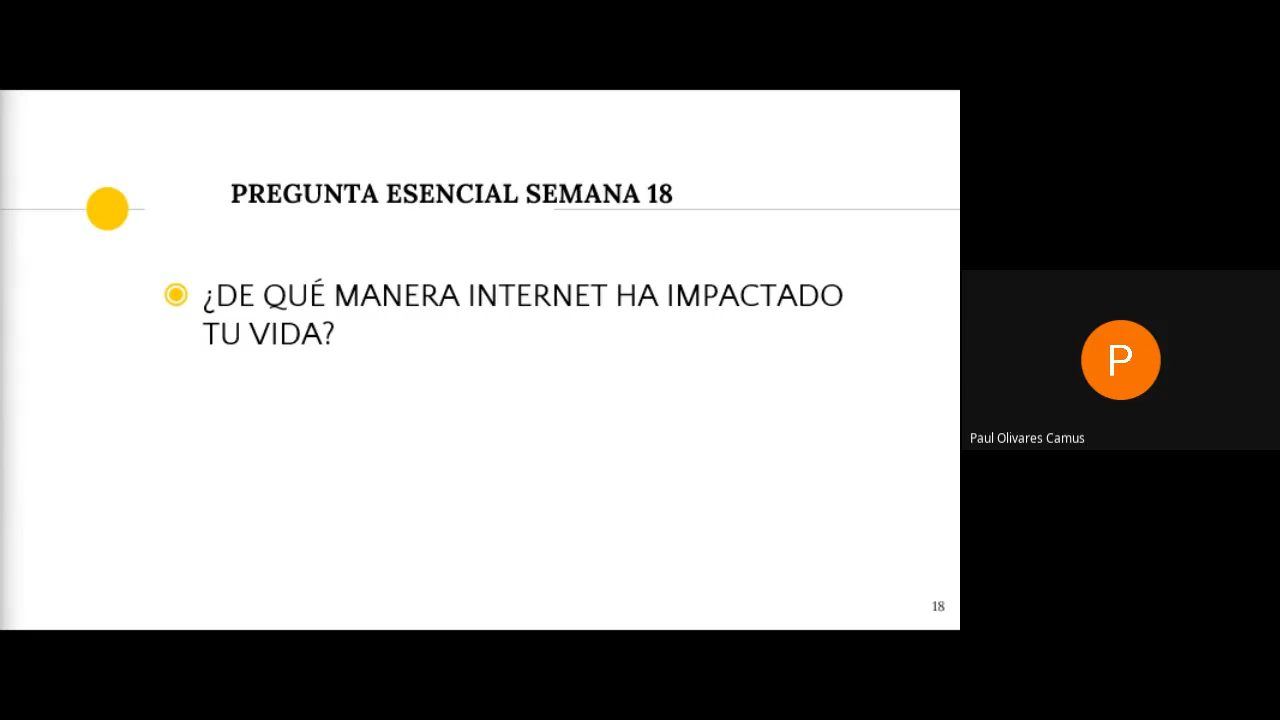 PREGUNTA ESENCIAL SEMANA 18
¿DE QUÉ MANERA INTERNET HA IMPACTADO
TU VIDA?
18
P
Paul Olivares Camus